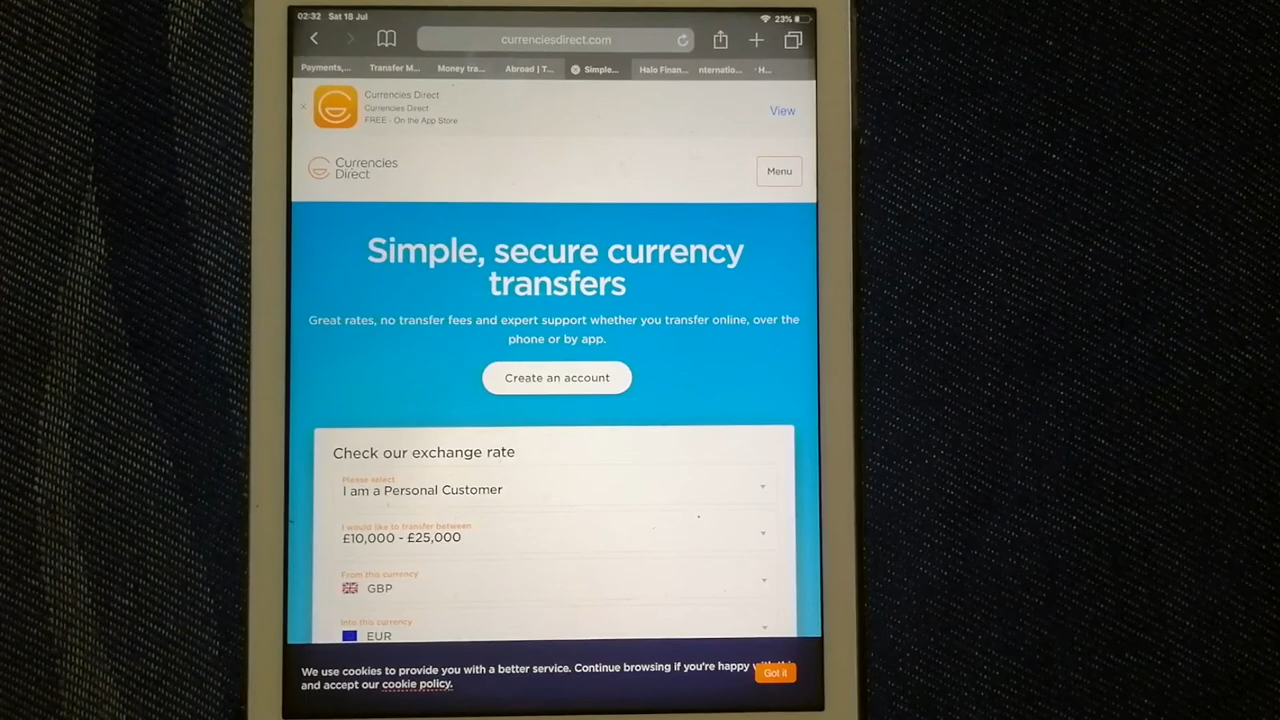 02:32 Sat 18 Jul
23%
currenciesdirect.com
Payments,... Transfer M... Money tra... Abroad | T... Simple... Halo Finan... nternatio... H...
Currencies Direct
Currencies Direct
FREE - On the App Store
View
Currencies
Direct
Menu
Simple, secure currency
transfers
Great rates, no transfer fees and expert support whether you transfer online, over the
phone or by app.
Create an account
Check our exchange rate
Please select
I am a Personal Customer
I would like to transfer between
£10,000 - £25,000
From this currency
GBP
Into this currency
EUR
We use cookies to provide you with a better service. Continue browsing if you're happy with this
and accept our cookie policy.
Got it